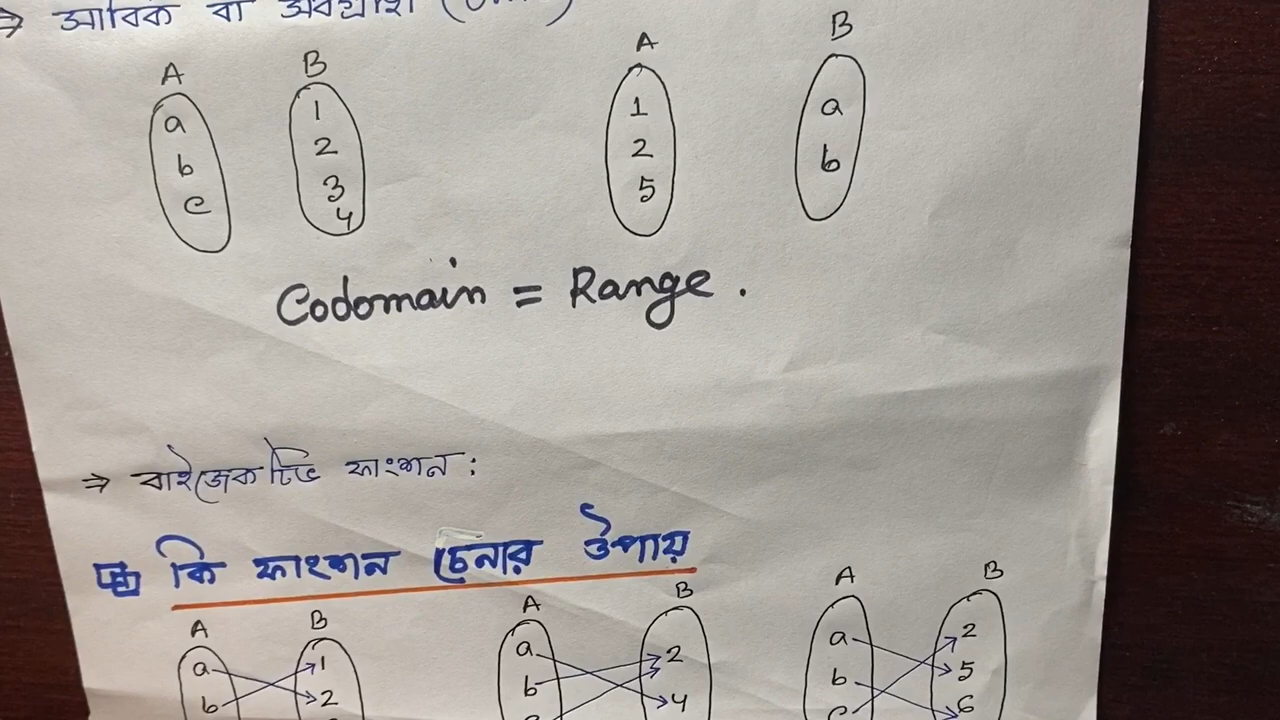 A B A B
a 1 1 a
b 2 2 b
c 3 5
4
Codomain = Range.
⇒ বাইজেকটিভ ফাংশন:
কি ফাংশন চেনার উপায়
A B A B A B
a 1 a 2 a 2
b 2 b 4 b 5
6